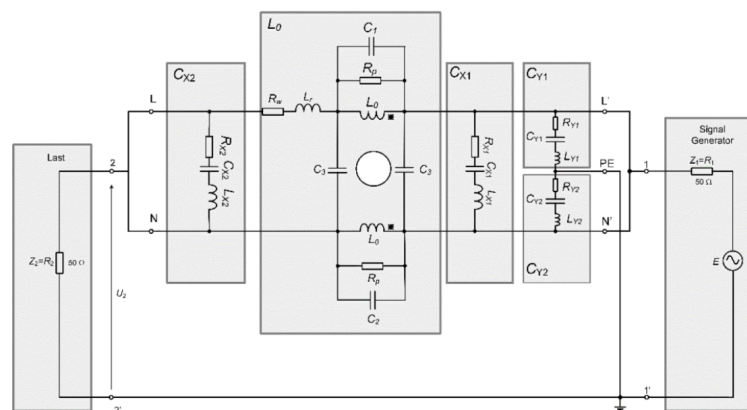 L0
C1
Rp
L0
Rw
Lr
C3
C3
L0
Rp
C2
CX2
RX2
CX2
LX2
CX1
RX1
CX1
LX1
CY1
RY1
CY1
LY1
RY2
CY2
LY2
CY2
L
N
L'
PE
N'
Last
2
Z2=R2
50 Ω
U2
2'
1
1'
Signal
Generator
Z1=R1
50 Ω
E